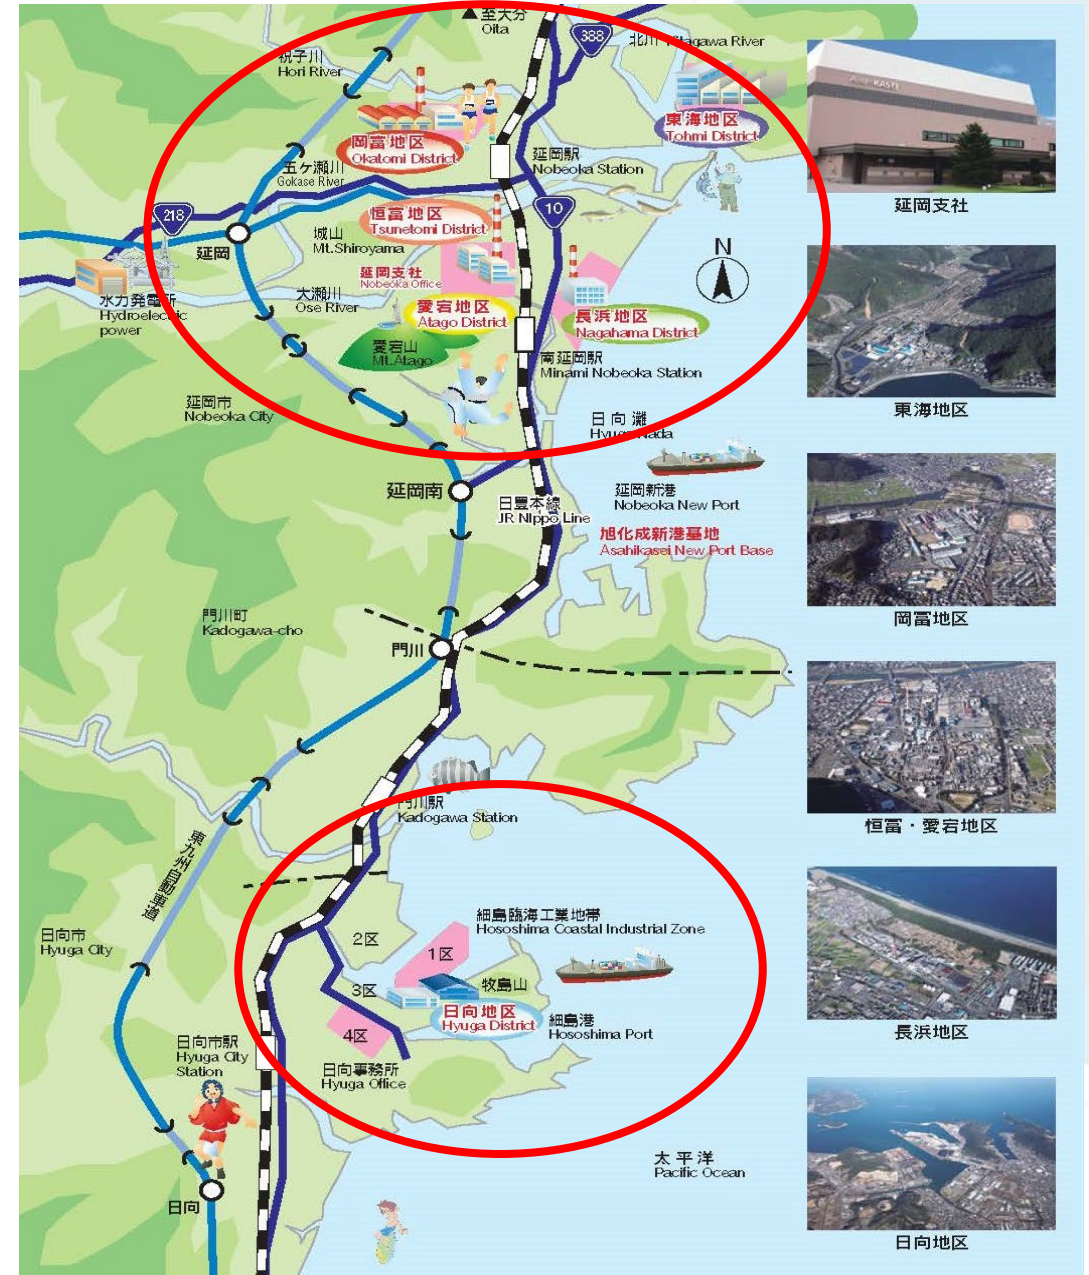 ▲至大分
Oita
388
北川 Kitagawa River
祝子川
Hori River
岡富地区
Okatomi District
東海地区
Tohmi District
五ヶ瀬川
Gokase River
延岡駅
Nobeoka Station
218
恒富地区
Tsunetomi District
10
城山
Mt.Shiroyama
延岡
延岡支社
Nobeoka Office
N
水力発電所
Hydroelectric
power
大瀬川
Ose River
愛宕地区
Atago District
長浜地区
Nagahama District
愛宕山
Mt.Atago
南延岡駅
Minami Nobeoka Station
延岡市
Nobeoka City
日向灘
Hyuga Nada
延岡南
延岡新港
Nobeoka New Port
日豊本線
JR NIppo Line
旭化成新港基地
Asahikasei New Port Base
門川町
Kadogawa-cho
門川
門川駅
Kadogawa Station
東九州自動車道
日向市
Hyuga City
細島臨海工業地帯
Hososhima Coastal Industrial Zone
2区
1区
3区
牧島山
日向地区
Hyuga District
4区
細島港
Hososhima Port
日向市駅
Hyuga City
Station
日向事務所
Hyuga Office
太平洋
Pacific Ocean
日向
延岡支社
東海地区
岡富地区
恒富・愛宕地区
長浜地区
日向地区